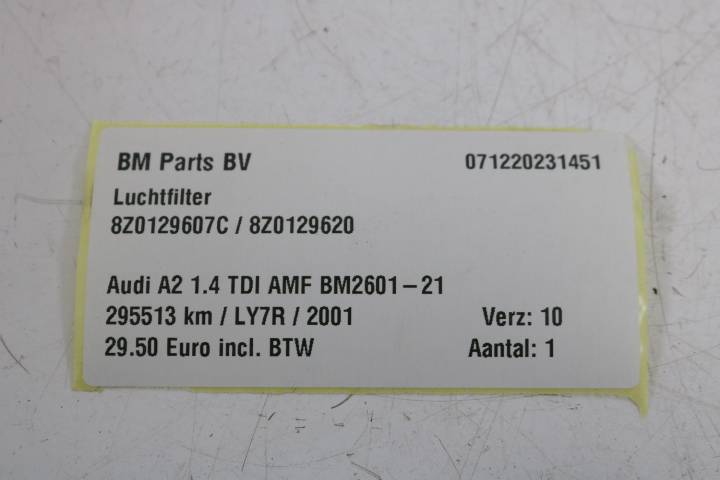 BM Parts BV 071220231451
Luchtfilter
8Z0129607C / 8Z0129620
Audi A2 1.4 TDI AMF BM2601-21
295513 km / LY7R / 2001 Verz: 10
29.50 Euro incl. BTW Aantal: 1